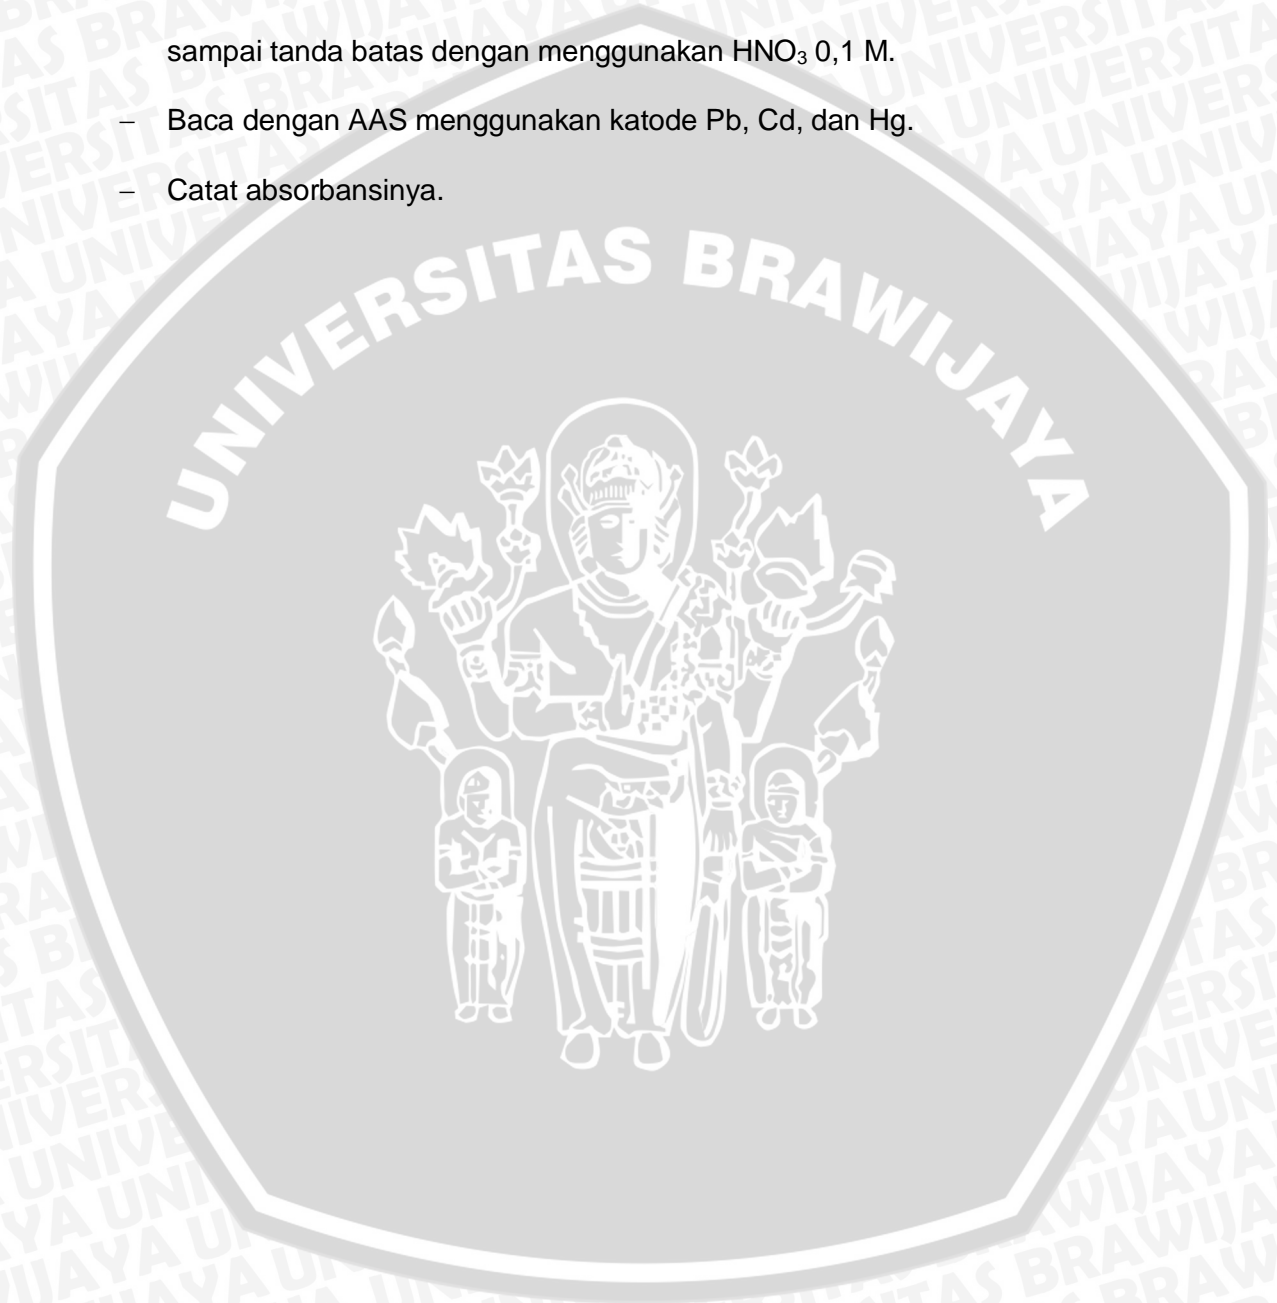 sampai tanda batas dengan menggunakan HNO₃ 0,1 M.
– Baca dengan AAS menggunakan katode Pb, Cd, dan Hg.
– Catat absorbansinya.
UNIVERSITAS BRAWIJAYA